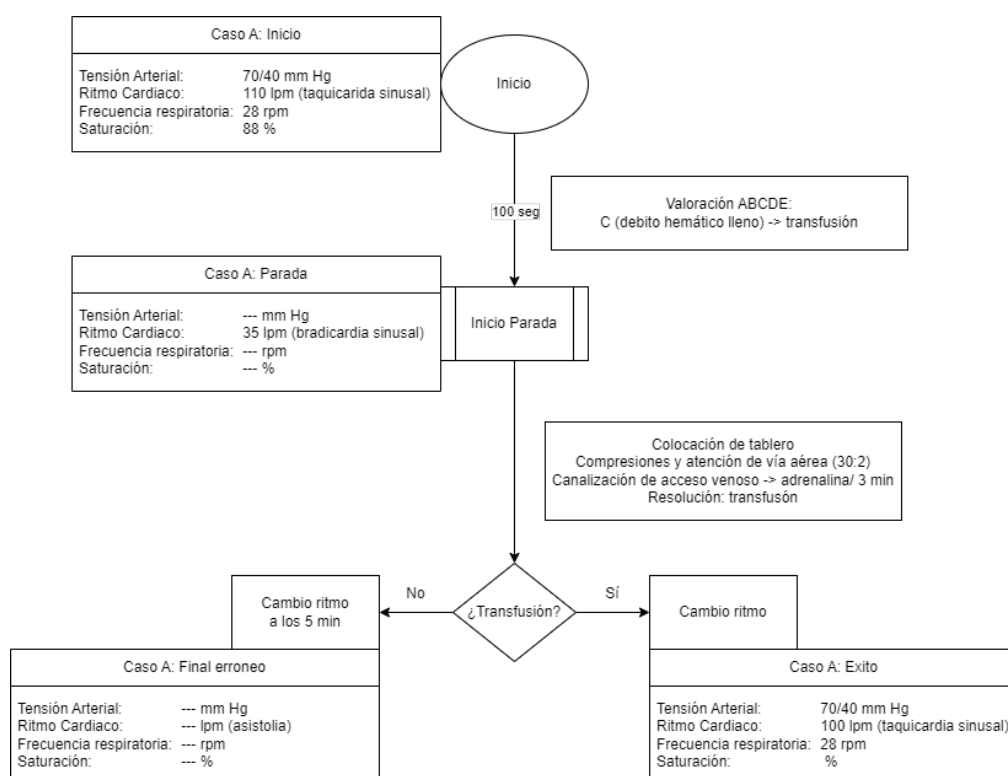 Caso A: Inicio
Tensión Arterial: 70/40 mm Hg
Ritmo Cardiaco: 110 lpm (taquicarida sinusal)
Frecuencia respiratoria: 28 rpm
Saturación: 88 %
Inicio
100 seg
Valoración ABCDE:
C (debito hemático lleno) -> transfusión
Caso A: Parada
Tensión Arterial: --- mm Hg
Ritmo Cardiaco: 35 lpm (bradicardia sinusal)
Frecuencia respiratoria: --- rpm
Saturación: --- %
Inicio Parada
Colocación de tablero
Compresiones y atención de vía aérea (30:2)
Canalización de acceso venoso -> adrenalina/ 3 min
Resolución: transfusón
¿Transfusión?
No
Cambio ritmo
a los 5 min
Caso A: Final erroneo
Tensión Arterial: --- mm Hg
Ritmo Cardiaco: --- lpm (asistolia)
Frecuencia respiratoria: --- rpm
Saturación: --- %
Sí
Cambio ritmo
Caso A: Exito
Tensión Arterial: 70/40 mm Hg
Ritmo Cardiaco: 100 lpm (taquicardia sinusal)
Frecuencia respiratoria: 28 rpm
Saturación: %